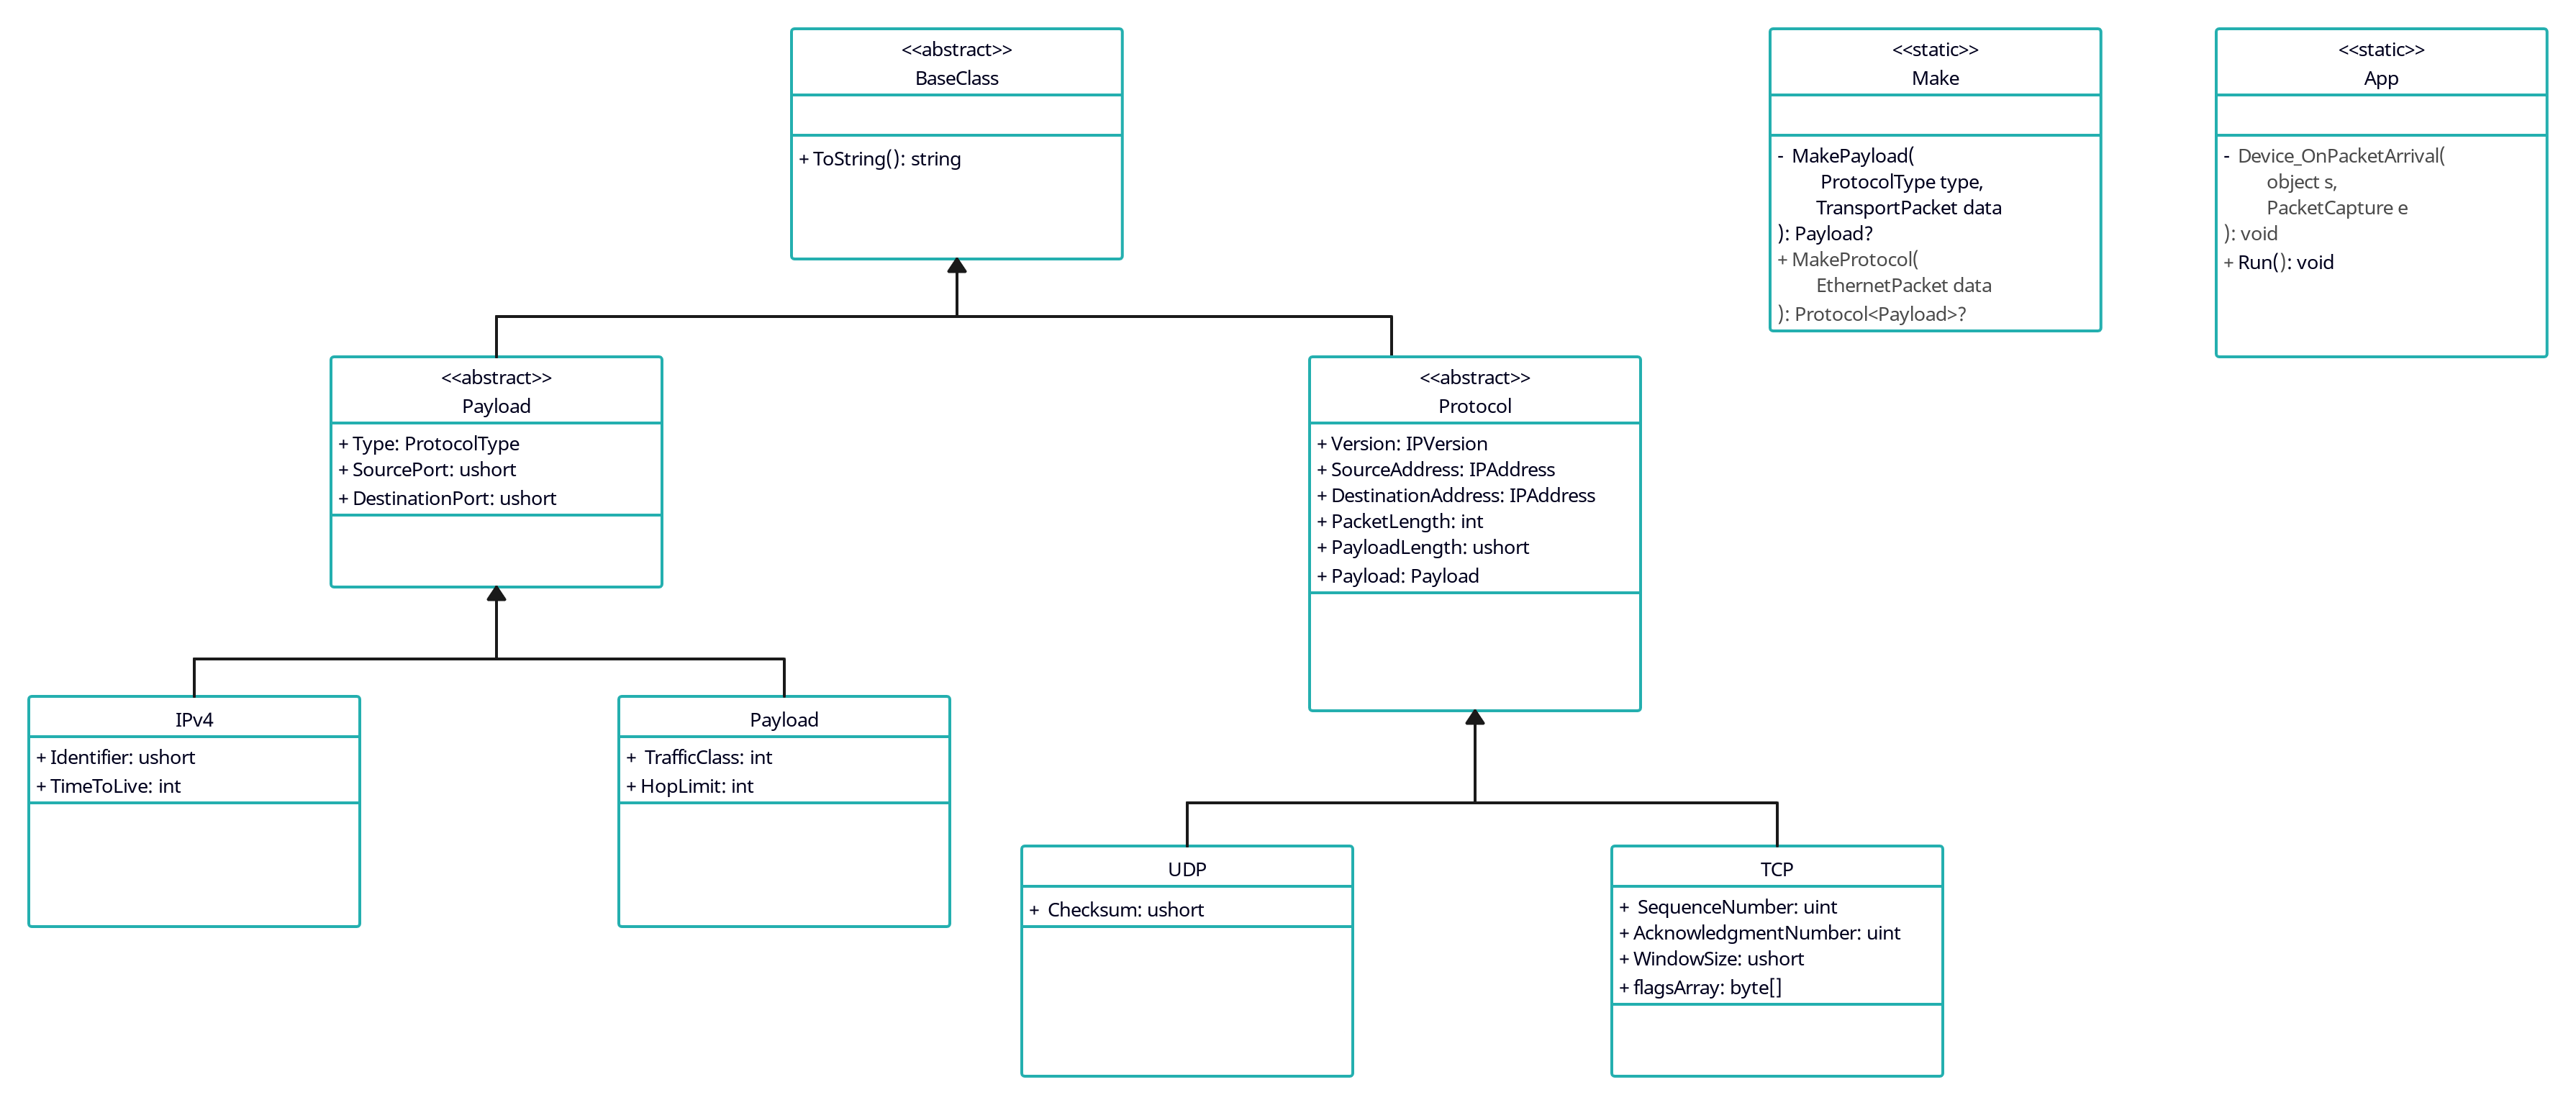 <<abstract>>
BaseClass
+ ToString(): string
<<static>>
Make
- MakePayload(
ProtocolType type,
TransportPacket data
): Payload?
+ MakeProtocol(
EthernetPacket data
): Protocol<Payload>?
<<static>>
App
- Device_OnPacketArrival(
object s,
PacketCapture e
): void
+ Run(): void
<<abstract>>
Payload
+ Type: ProtocolType
+ SourcePort: ushort
+ DestinationPort: ushort
<<abstract>>
Protocol
+ Version: IPVersion
+ SourceAddress: IPAddress
+ DestinationAddress: IPAddress
+ PacketLength: int
+ PayloadLength: ushort
+ Payload: Payload
IPv4
+ Identifier: ushort
+ TimeToLive: int
Payload
+ TrafficClass: int
+ HopLimit: int
UDP
+ Checksum: ushort
TCP
+ SequenceNumber: uint
+ AcknowledgmentNumber: uint
+ WindowSize: ushort
+ flagsArray: byte[]